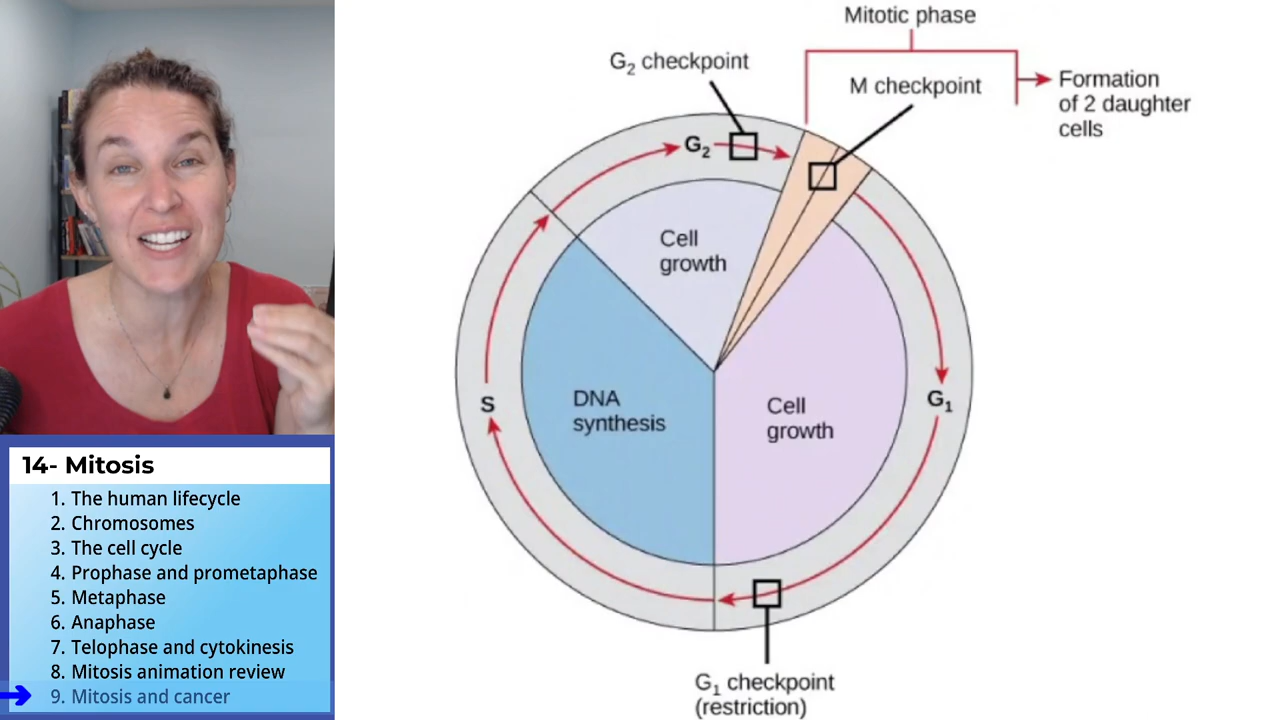 Mitotic phase
G₂ checkpoint
M checkpoint
Formation
of 2 daughter
cells
G₂
Cell
growth
DNA
synthesis
S
Cell
growth
G₁
G₁ checkpoint
(restriction)
14- Mitosis
1. The human lifecycle
2. Chromosomes
3. The cell cycle
4. Prophase and prometaphase
5. Metaphase
6. Anaphase
7. Telophase and cytokinesis
8. Mitosis animation review
9. Mitosis and cancer